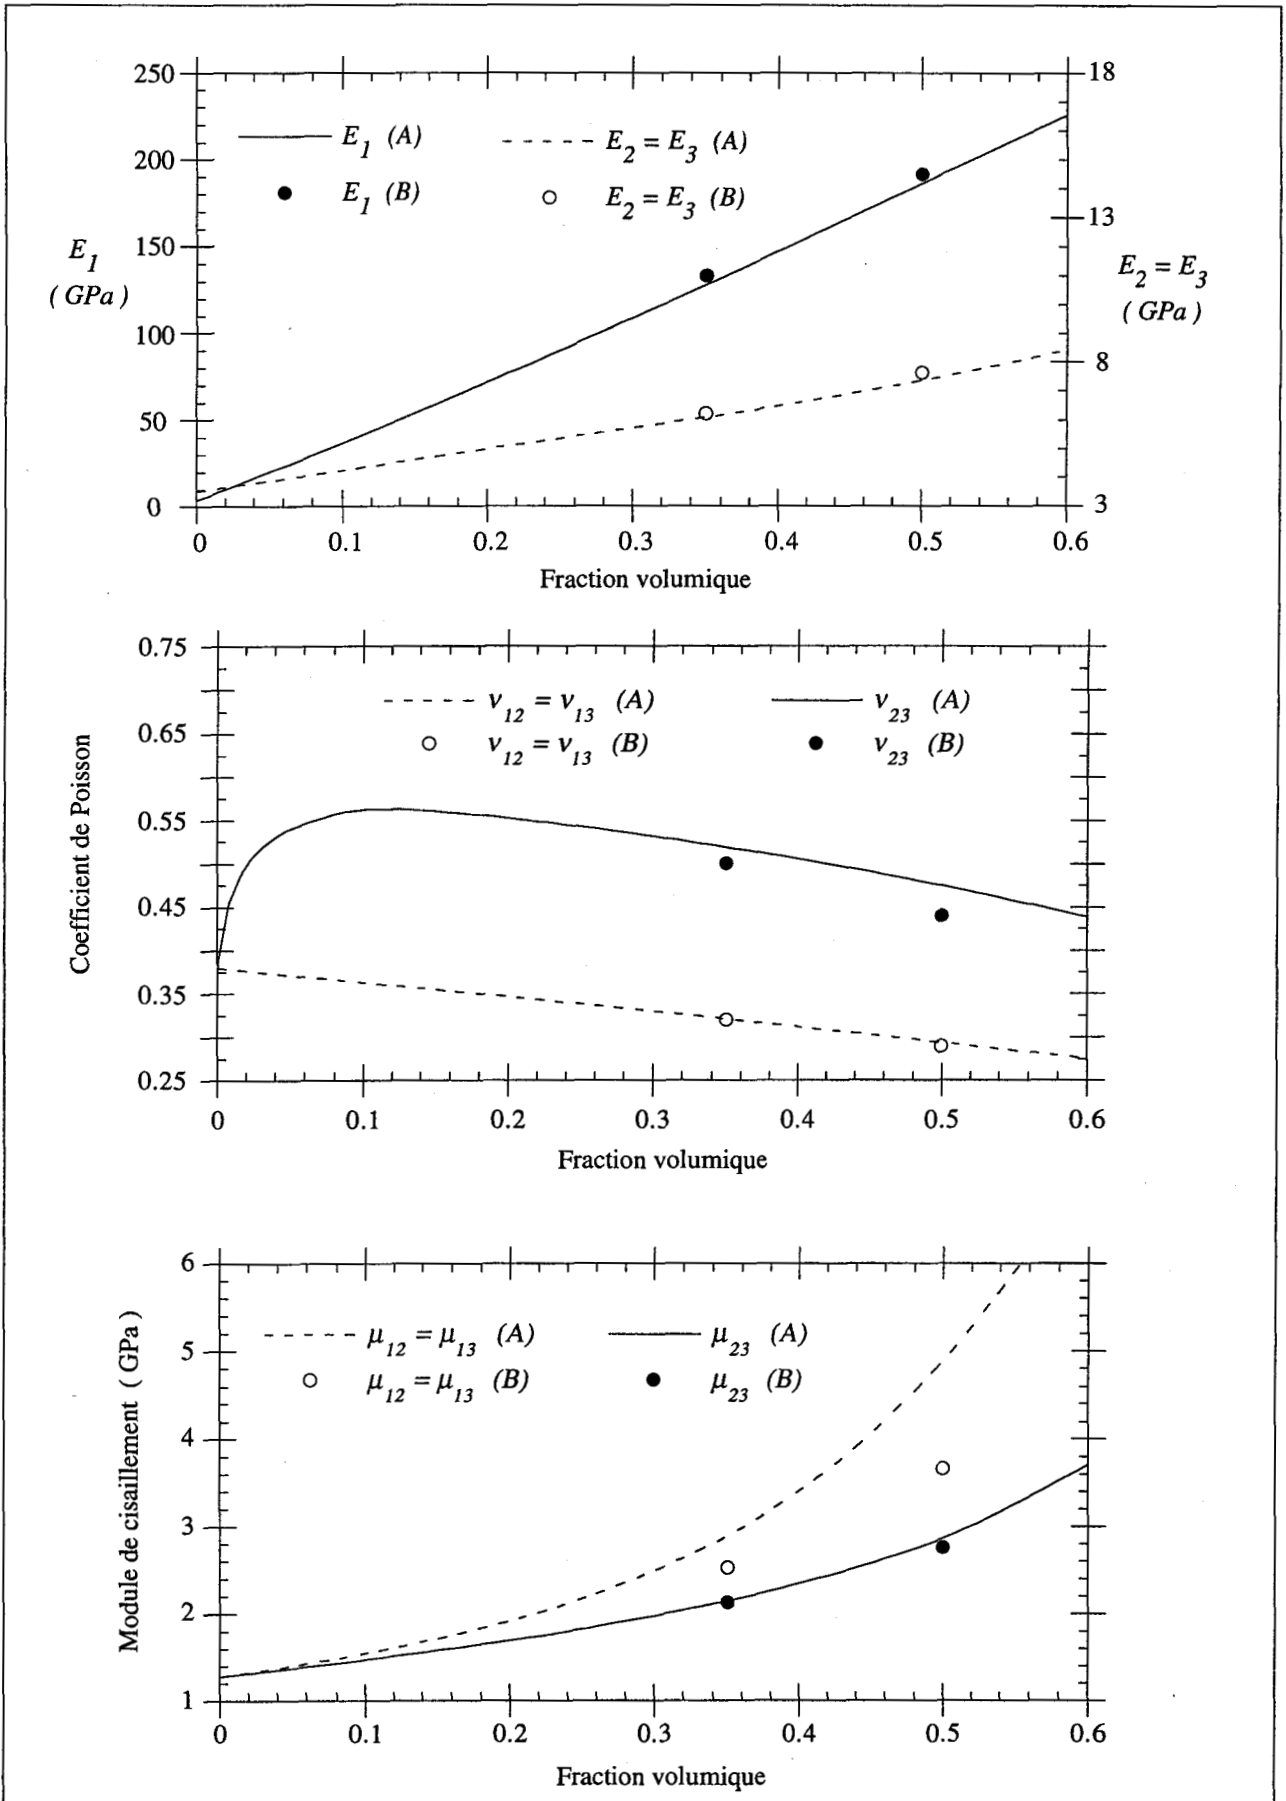 250
18
E1 (A)
E2 = E3 (A)
200
E1 (B)
E2 = E3 (B)
13
E1
(GPa)
150
E2 = E3
(GPa)
100
8
50
0
3
0 0.1 0.2 0.3 0.4 0.5 0.6
Fraction volumique
0.75
ν12 = ν13 (A)
ν23 (A)
0.65
ν12 = ν13 (B)
ν23 (B)
Coefficient de Poisson
0.55
0.45
0.35
0.25
0 0.1 0.2 0.3 0.4 0.5 0.6
Fraction volumique
6
μ12 = μ13 (A)
μ23 (A)
5
μ12 = μ13 (B)
μ23 (B)
Module de cisaillement (GPa)
4
3
2
1
0 0.1 0.2 0.3 0.4 0.5 0.6
Fraction volumique